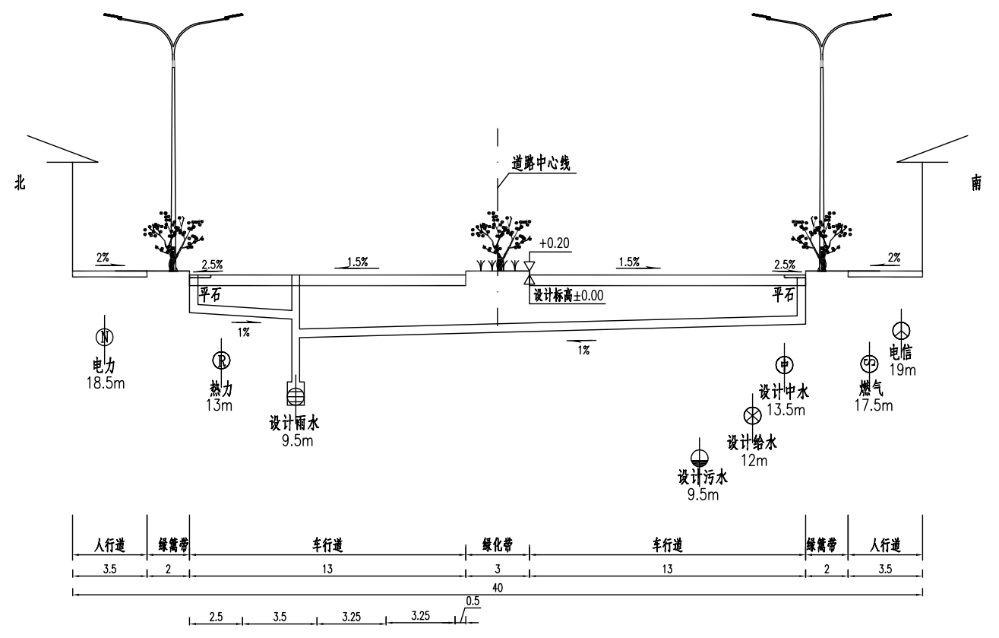 道路中心线
北
南
+0.20
2%
2.5%
1.5%
1.5%
2.5%
2%
平石
设计标高±0.00
平石
1%
1%
N
电力
18.5m
R
热力
13m
设计雨水
9.5m
中
设计中水
13.5m
S
燃气
17.5m
电信
19m
设计给水
12m
设计污水
9.5m
人行道 绿篱带 车行道 绿化带 车行道 绿篱带 人行道
3.5 2 13 3 13 2 3.5
40
0.5
2.5 3.5 3.25 3.25